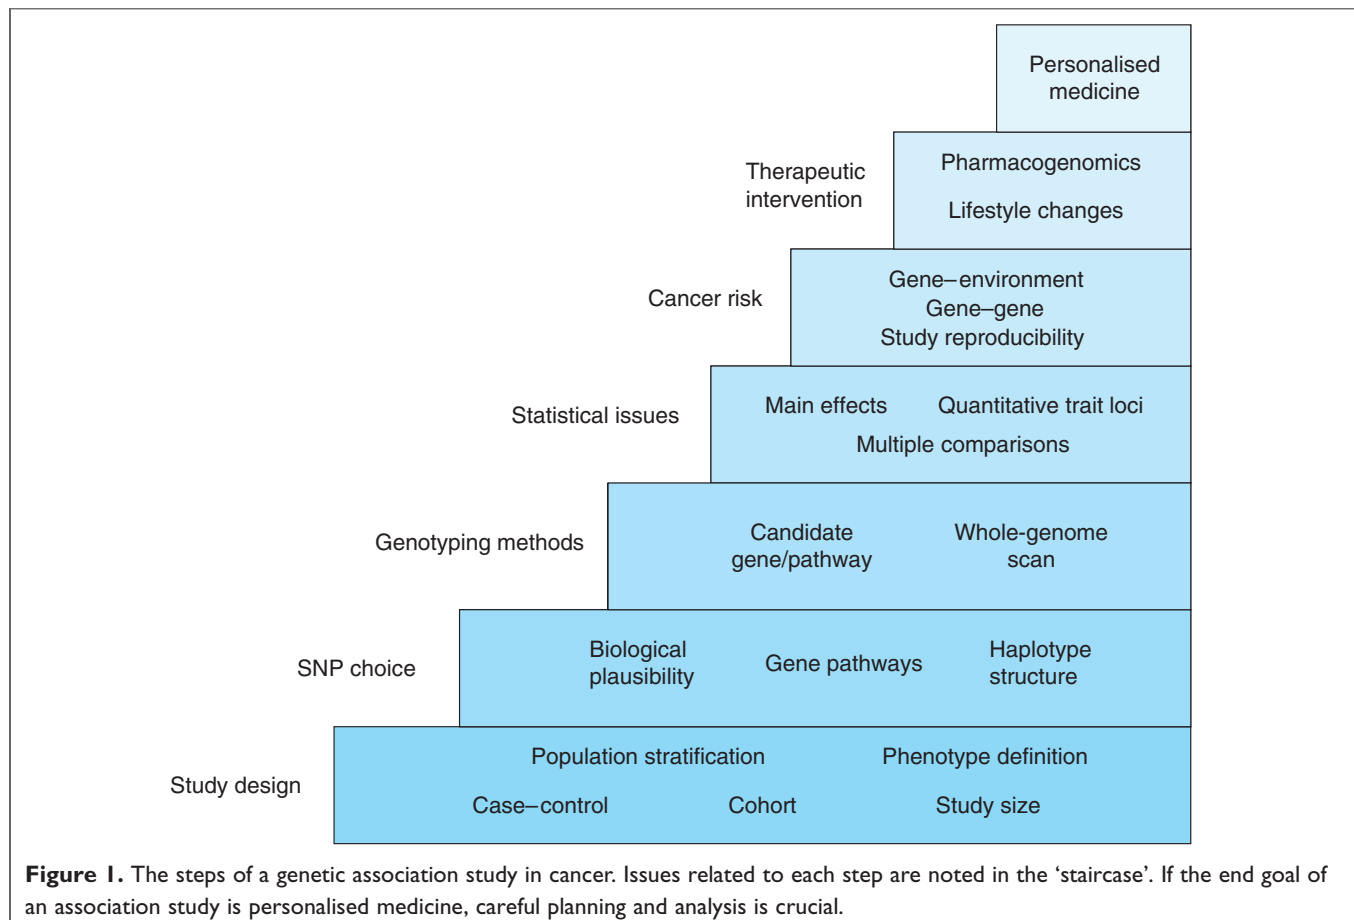 Personalised
medicine
Therapeutic
intervention
Pharmacogenomics
Lifestyle changes
Cancer risk
Gene–environment
Gene–gene
Study reproducibility
Statistical issues
Main effects
Quantitative trait loci
Multiple comparisons
Genotyping methods
Candidate
gene/pathway
Whole-genome
scan
SNP choice
Biological
plausibility
Gene pathways
Haplotype
structure
Study design
Population stratification
Phenotype definition
Case–control
Cohort
Study size
Figure 1. The steps of a genetic association study in cancer. Issues related to each step are noted in the ‘staircase’. If the end goal of
an association study is personalised medicine, careful planning and analysis is crucial.